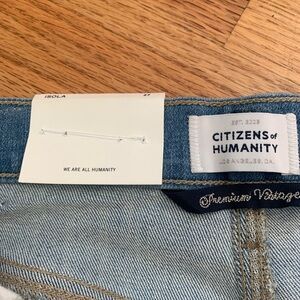 ISOLA 27
WE ARE ALL HUMANITY
EST. 2003
CITIZENS of
HUMANITY
LOS ANGELES, CA.
Premium Vintage